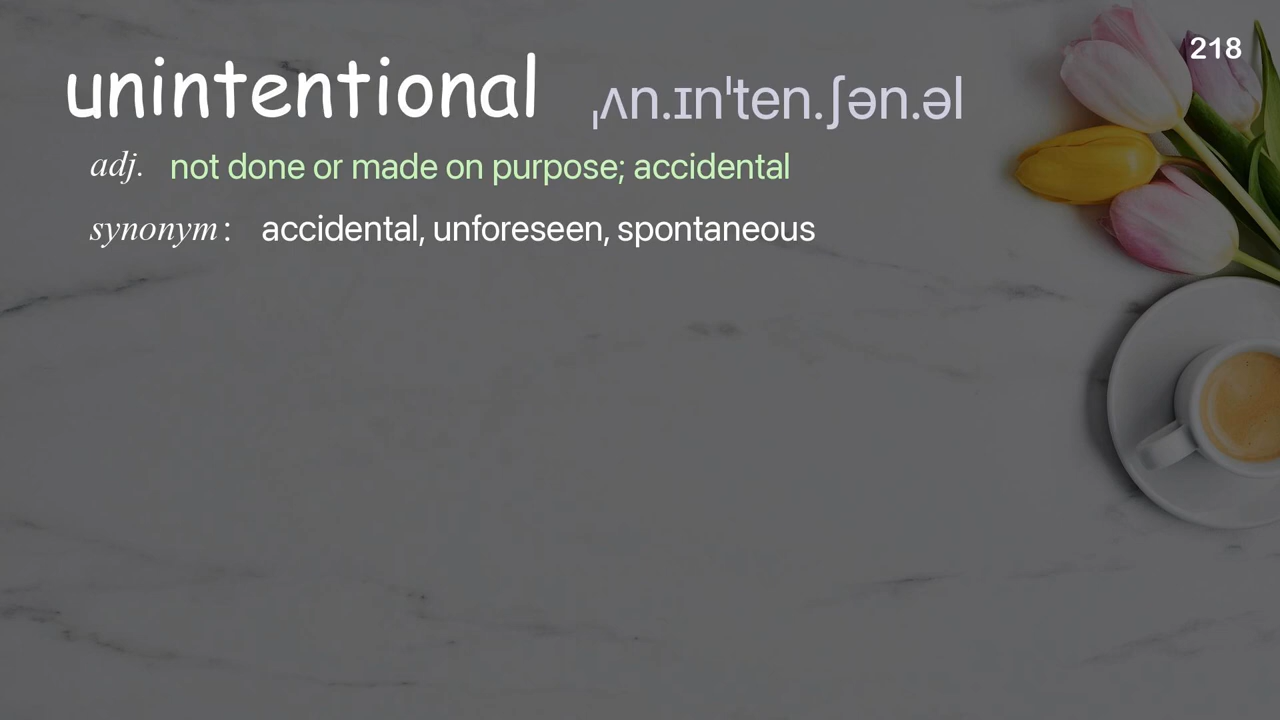 218
unintentional ˌʌn.ɪnˈten.ʃən.əl
adj. not done or made on purpose; accidental
synonym : accidental, unforeseen, spontaneous